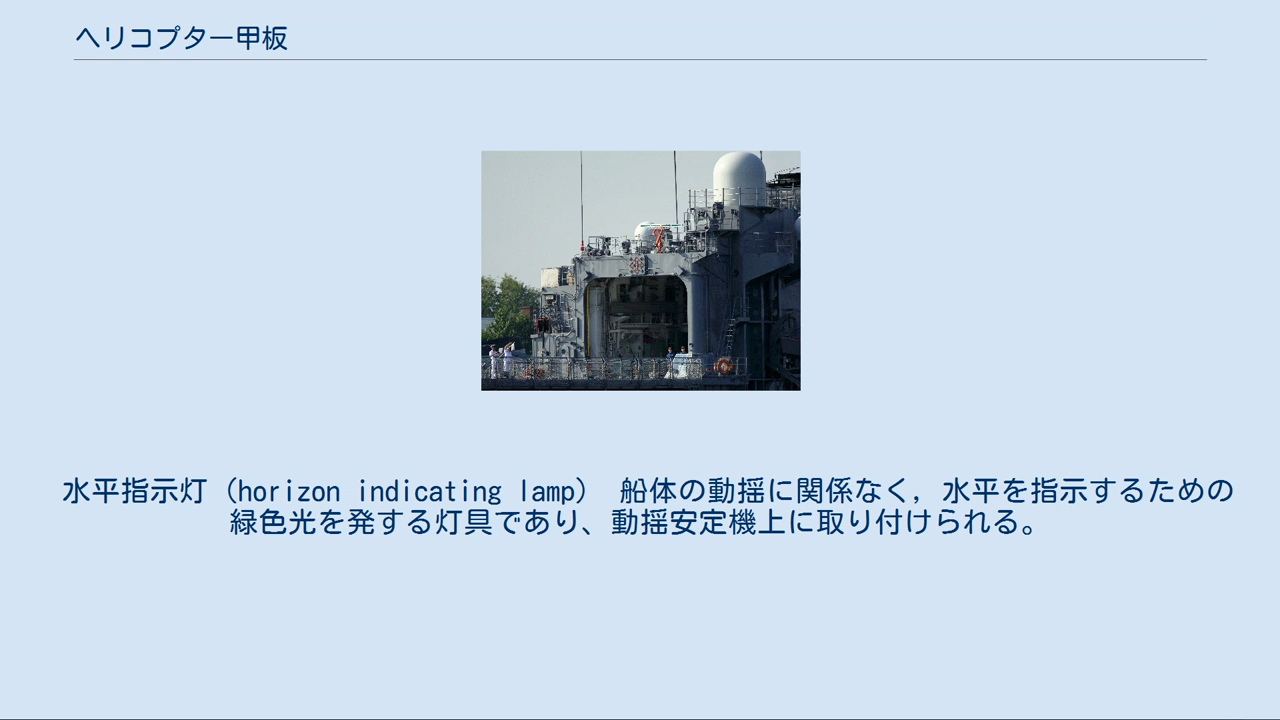 ヘリコプター甲板
水平指示灯（horizon indicating lamp） 船体の動揺に関係なく，水平を指示するための
緑色光を発する灯具であり、動揺安定機上に取り付けられる。